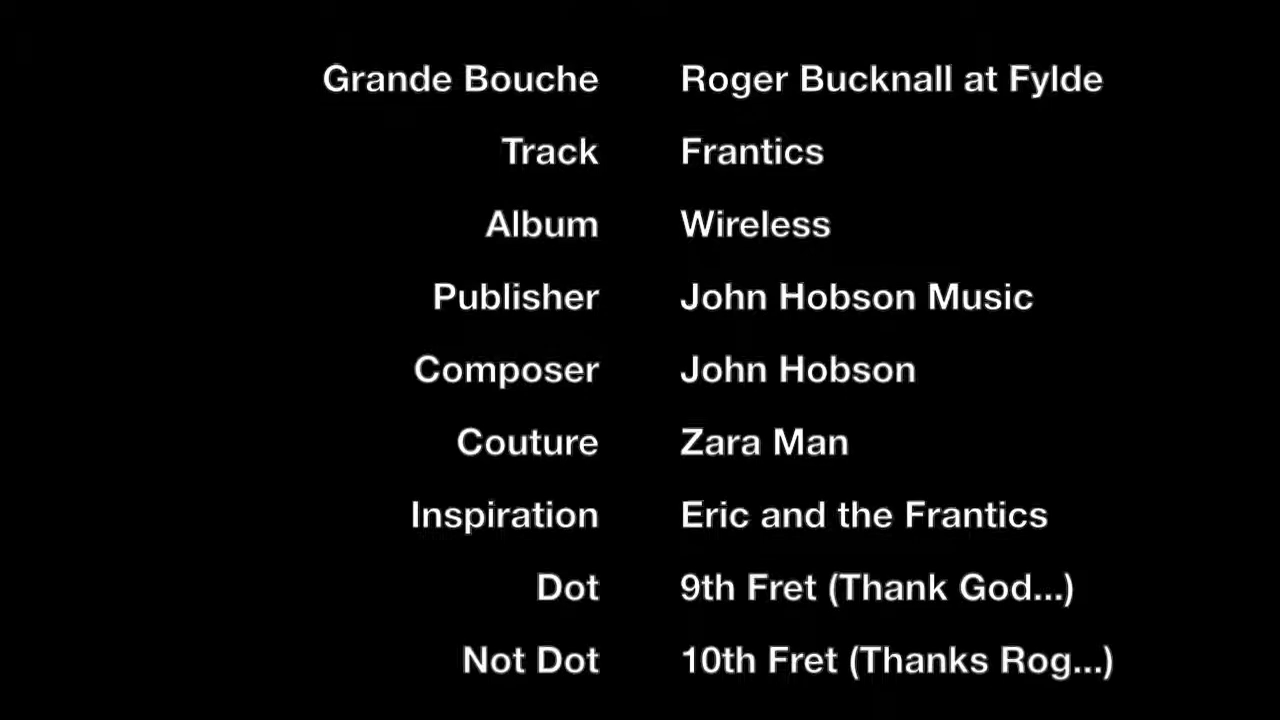 Grande Bouche Roger Bucknall at Fylde
Track Frantics
Album Wireless
Publisher John Hobson Music
Composer John Hobson
Couture Zara Man
Inspiration Eric and the Frantics
Dot 9th Fret (Thank God...)
Not Dot 10th Fret (Thanks Rog...)